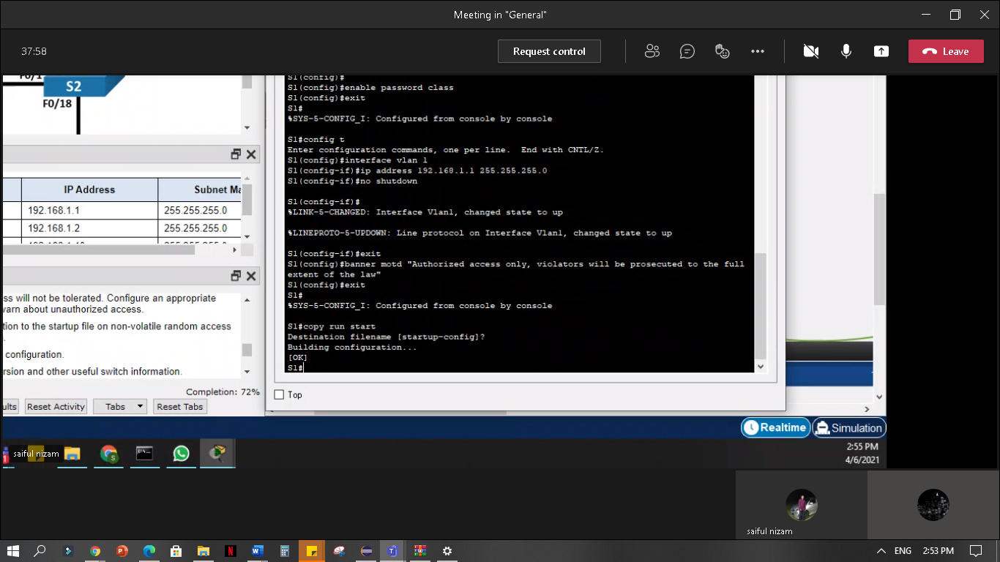 Meeting in "General"
37:58
Request control
Leave
S2
F0/18
IP Address
Subnet Ma
192.168.1.1
255.255.255.0
192.168.1.2
255.255.255.0
ss will not be tolerated. Configure an appropriate
varn about unauthorized access.
tion to the startup file on non-volatile random access
configuration.
rsion and other useful switch information.
Completion: 72%
ults
Reset Activity
Tabs
Reset Tabs
S1(config)#
S1(config)#enable password class
S1(config)#exit
S1#
%SYS-5-CONFIG_I: Configured from console by console
S1#config t
Enter configuration commands, one per line.  End with CNTL/Z.
S1(config)#interface vlan 1
S1(config-if)#ip address 192.168.1.1 255.255.255.0
S1(config-if)#no shutdown
S1(config-if)#
%LINK-5-CHANGED: Interface Vlan1, changed state to up
%LINEPROTO-5-UPDOWN: Line protocol on Interface Vlan1, changed state to up
S1(config-if)#exit
S1(config)#banner motd "Authorized access only, violators will be prosecuted to the full
extent of the law"
S1(config)#exit
S1#
%SYS-5-CONFIG_I: Configured from console by console
S1#copy run start
Destination filename [startup-config]?
Building configuration...
[OK]
S1#
Top
Realtime
Simulation
saiful nizam
2:55 PM
4/6/2021
saiful nizam
ENG
2:53 PM